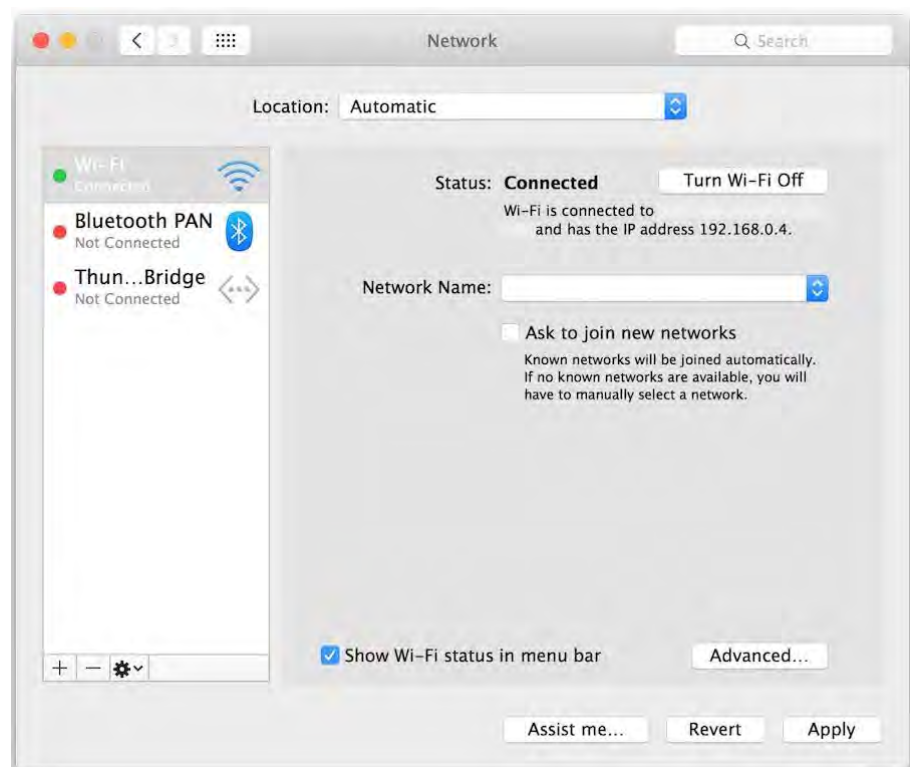 Network
Search
Location: Automatic
Wi-Fi
Connected
Bluetooth PAN
Not Connected
Thun...Bridge
Not Connected
Status: Connected
Turn Wi-Fi Off
Wi-Fi is connected to
and has the IP address 192.168.0.4.
Network Name:
Ask to join new networks
Known networks will be joined automatically.
If no known networks are available, you will
have to manually select a network.
Show Wi-Fi status in menu bar
Advanced...
Assist me...
Revert
Apply